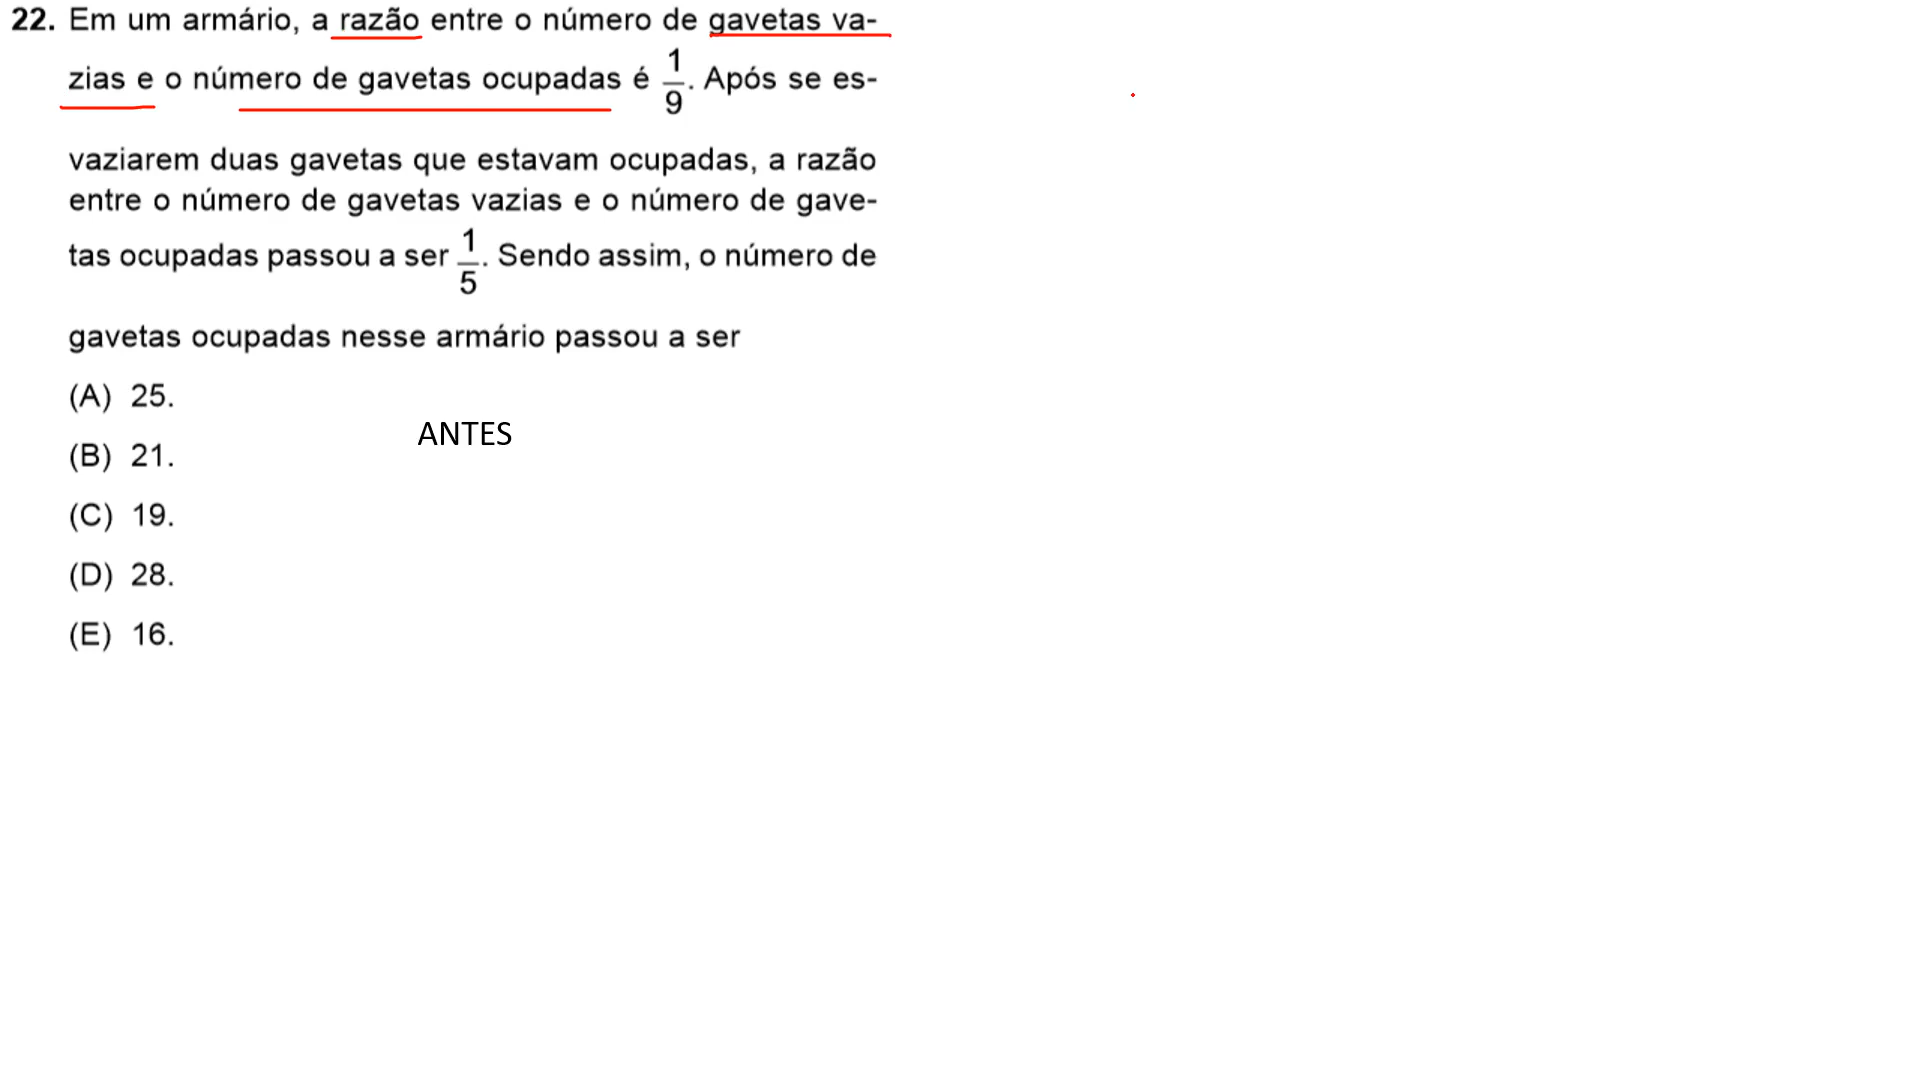 22. Em um armário, a razão entre o número de gavetas va-
zias e o número de gavetas ocupadas é 1/9. Após se es-
vaziarem duas gavetas que estavam ocupadas, a razão
entre o número de gavetas vazias e o número de gave-
tas ocupadas passou a ser 1/5. Sendo assim, o número de
gavetas ocupadas nesse armário passou a ser
(A) 25.
ANTES
(B) 21.
(C) 19.
(D) 28.
(E) 16.